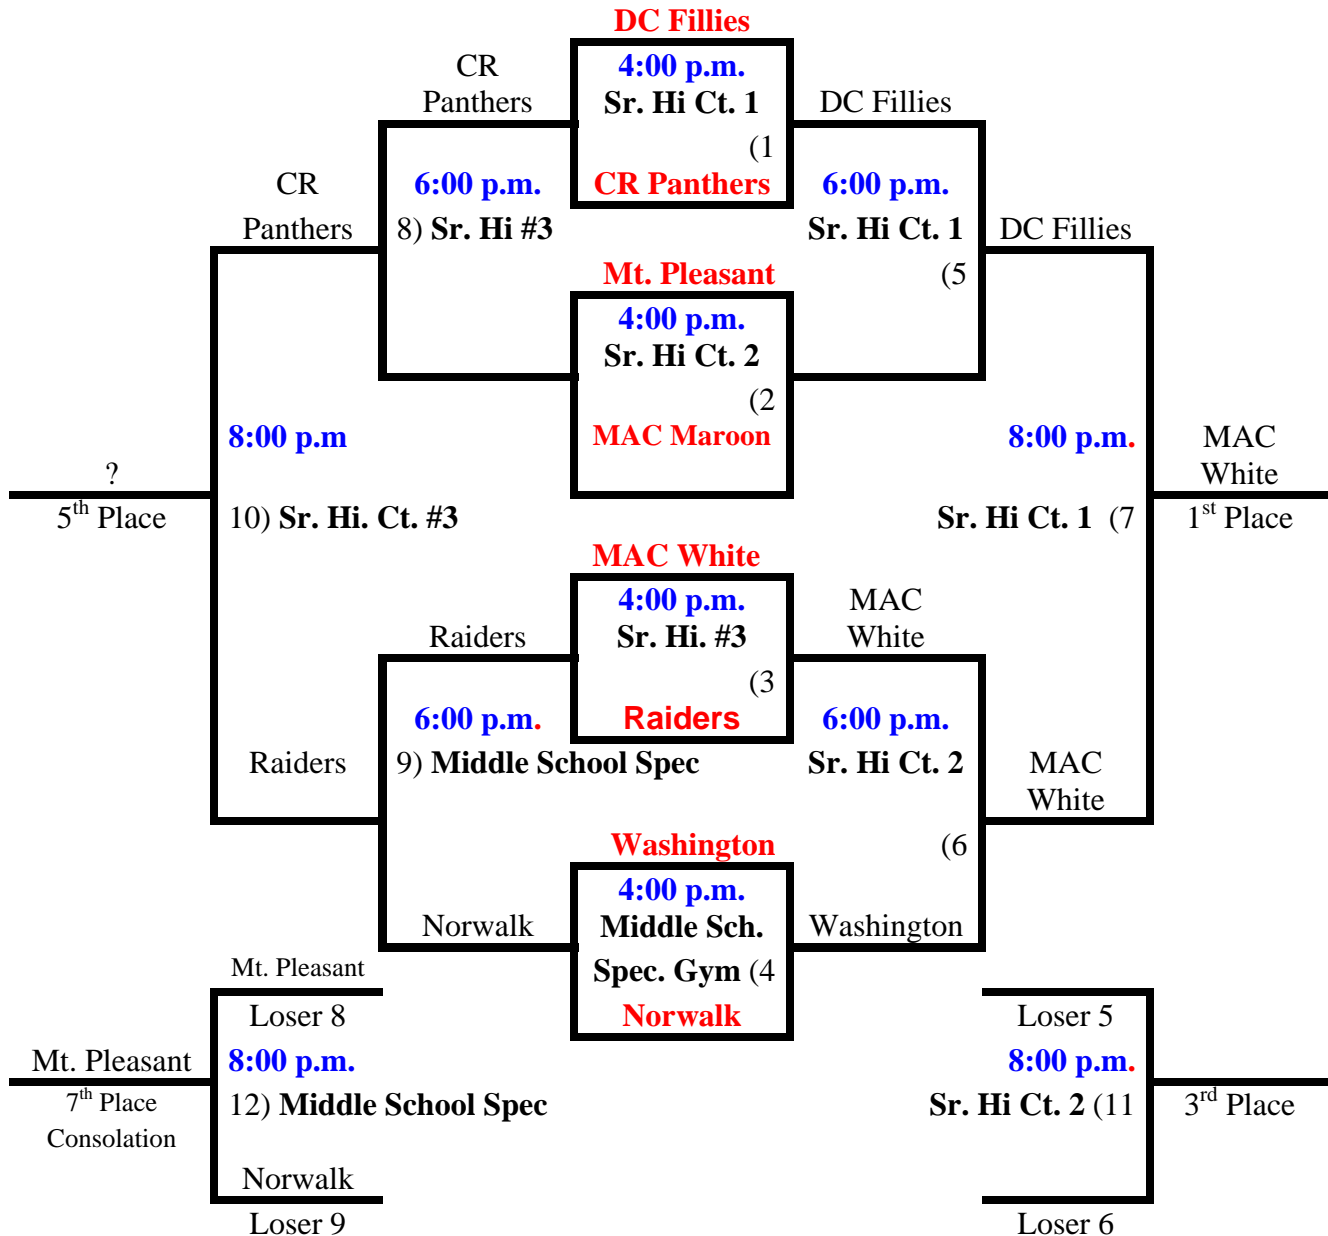 DC Fillies
4:00 p.m.
Sr. Hi Ct. 1
(1
CR Panthers
CR
Panthers
DC Fillies
CR
Panthers
6:00 p.m.
8) Sr. Hi #3
6:00 p.m.
Sr. Hi Ct. 1
(5
DC Fillies
Mt. Pleasant
4:00 p.m.
Sr. Hi Ct. 2
(2
MAC Maroon
8:00 p.m
10) Sr. Hi. Ct. #3
?
5th Place
8:00 p.m.
Sr. Hi Ct. 1 (7
MAC
White
1st Place
MAC White
4:00 p.m.
Sr. Hi. #3
(3
Raiders
Raiders
MAC
White
6:00 p.m.
9) Middle School Spec
6:00 p.m.
Sr. Hi Ct. 2
(6
Raiders
MAC
White
Washington
4:00 p.m.
Middle Sch.
Spec. Gym (4
Norwalk
Norwalk
Washington
Mt. Pleasant
Loser 8
Mt. Pleasant
7th Place
Consolation
8:00 p.m.
12) Middle School Spec
Norwalk
Loser 9
Loser 5
8:00 p.m.
Sr. Hi Ct. 2 (11
3rd Place
Loser 6